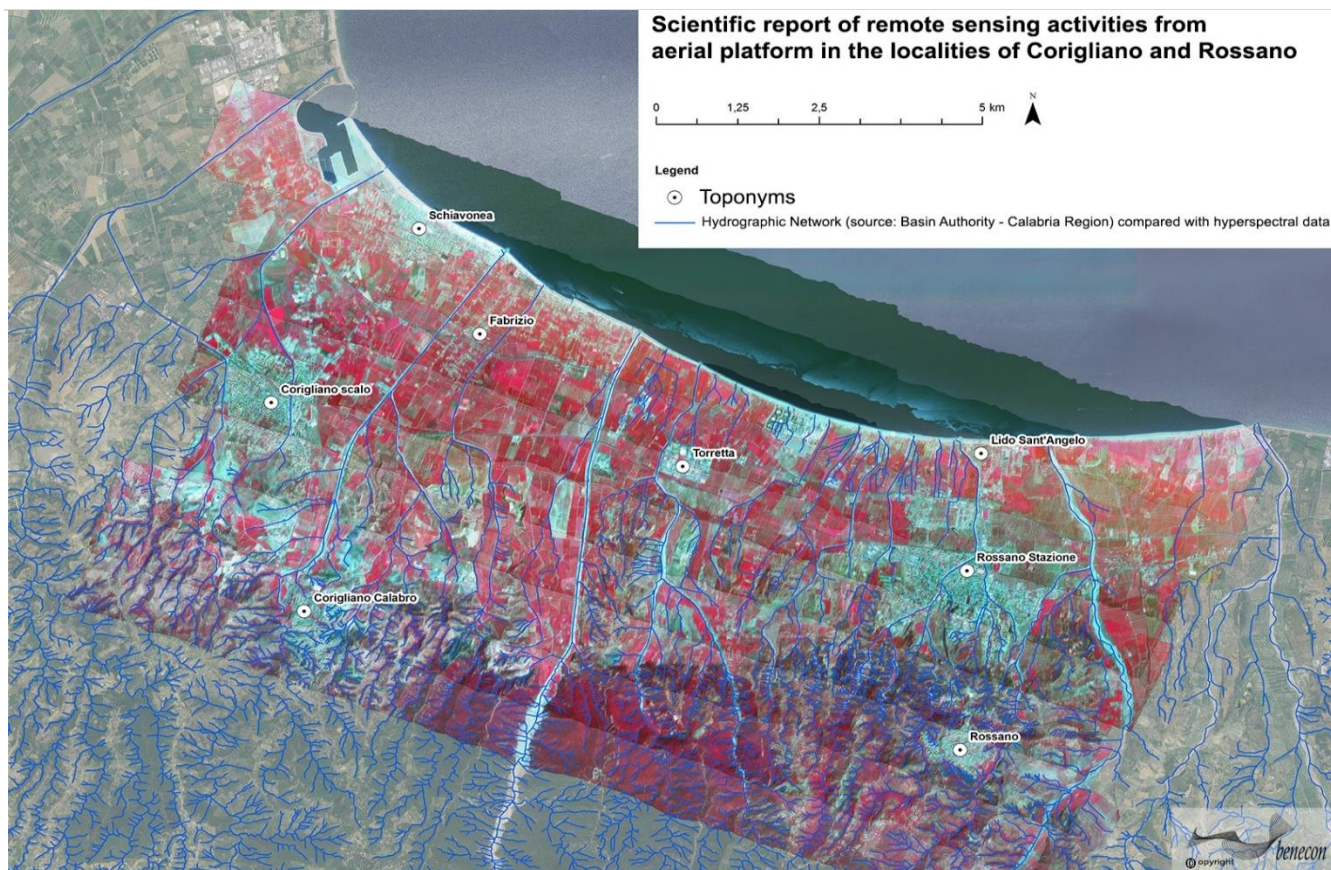 Scientific report of remote sensing activities from
aerial platform in the localities of Corigliano and Rossano
0 1,25 2,5 5 km
N
Legend
Toponyms
Hydrographic Network (source: Basin Authority - Calabria Region) compared with hyperspectral data
Schiavonea
Fabrizio
Corigliano scalo
Lido Sant'Angelo
Torretta
Rossano Stazione
Corigliano Calabro
Rossano
benecon
copyright